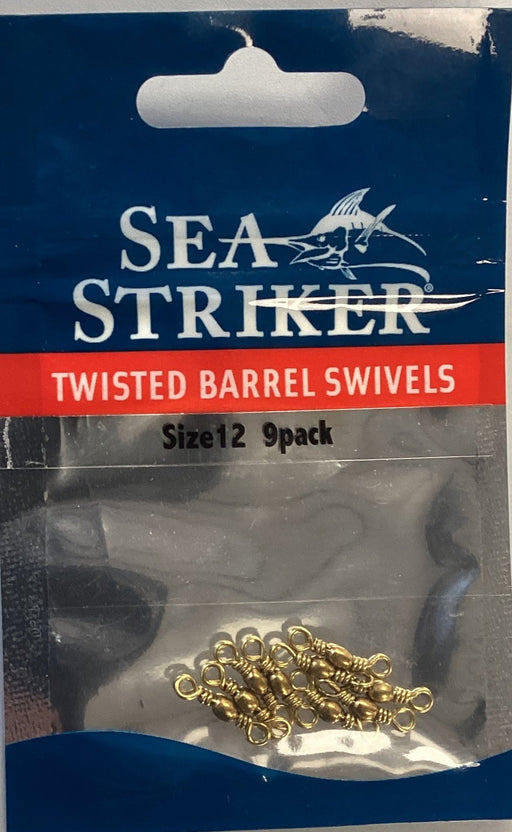 SEA
STRIKER®
TWISTED BARREL SWIVELS
Size12 9pack